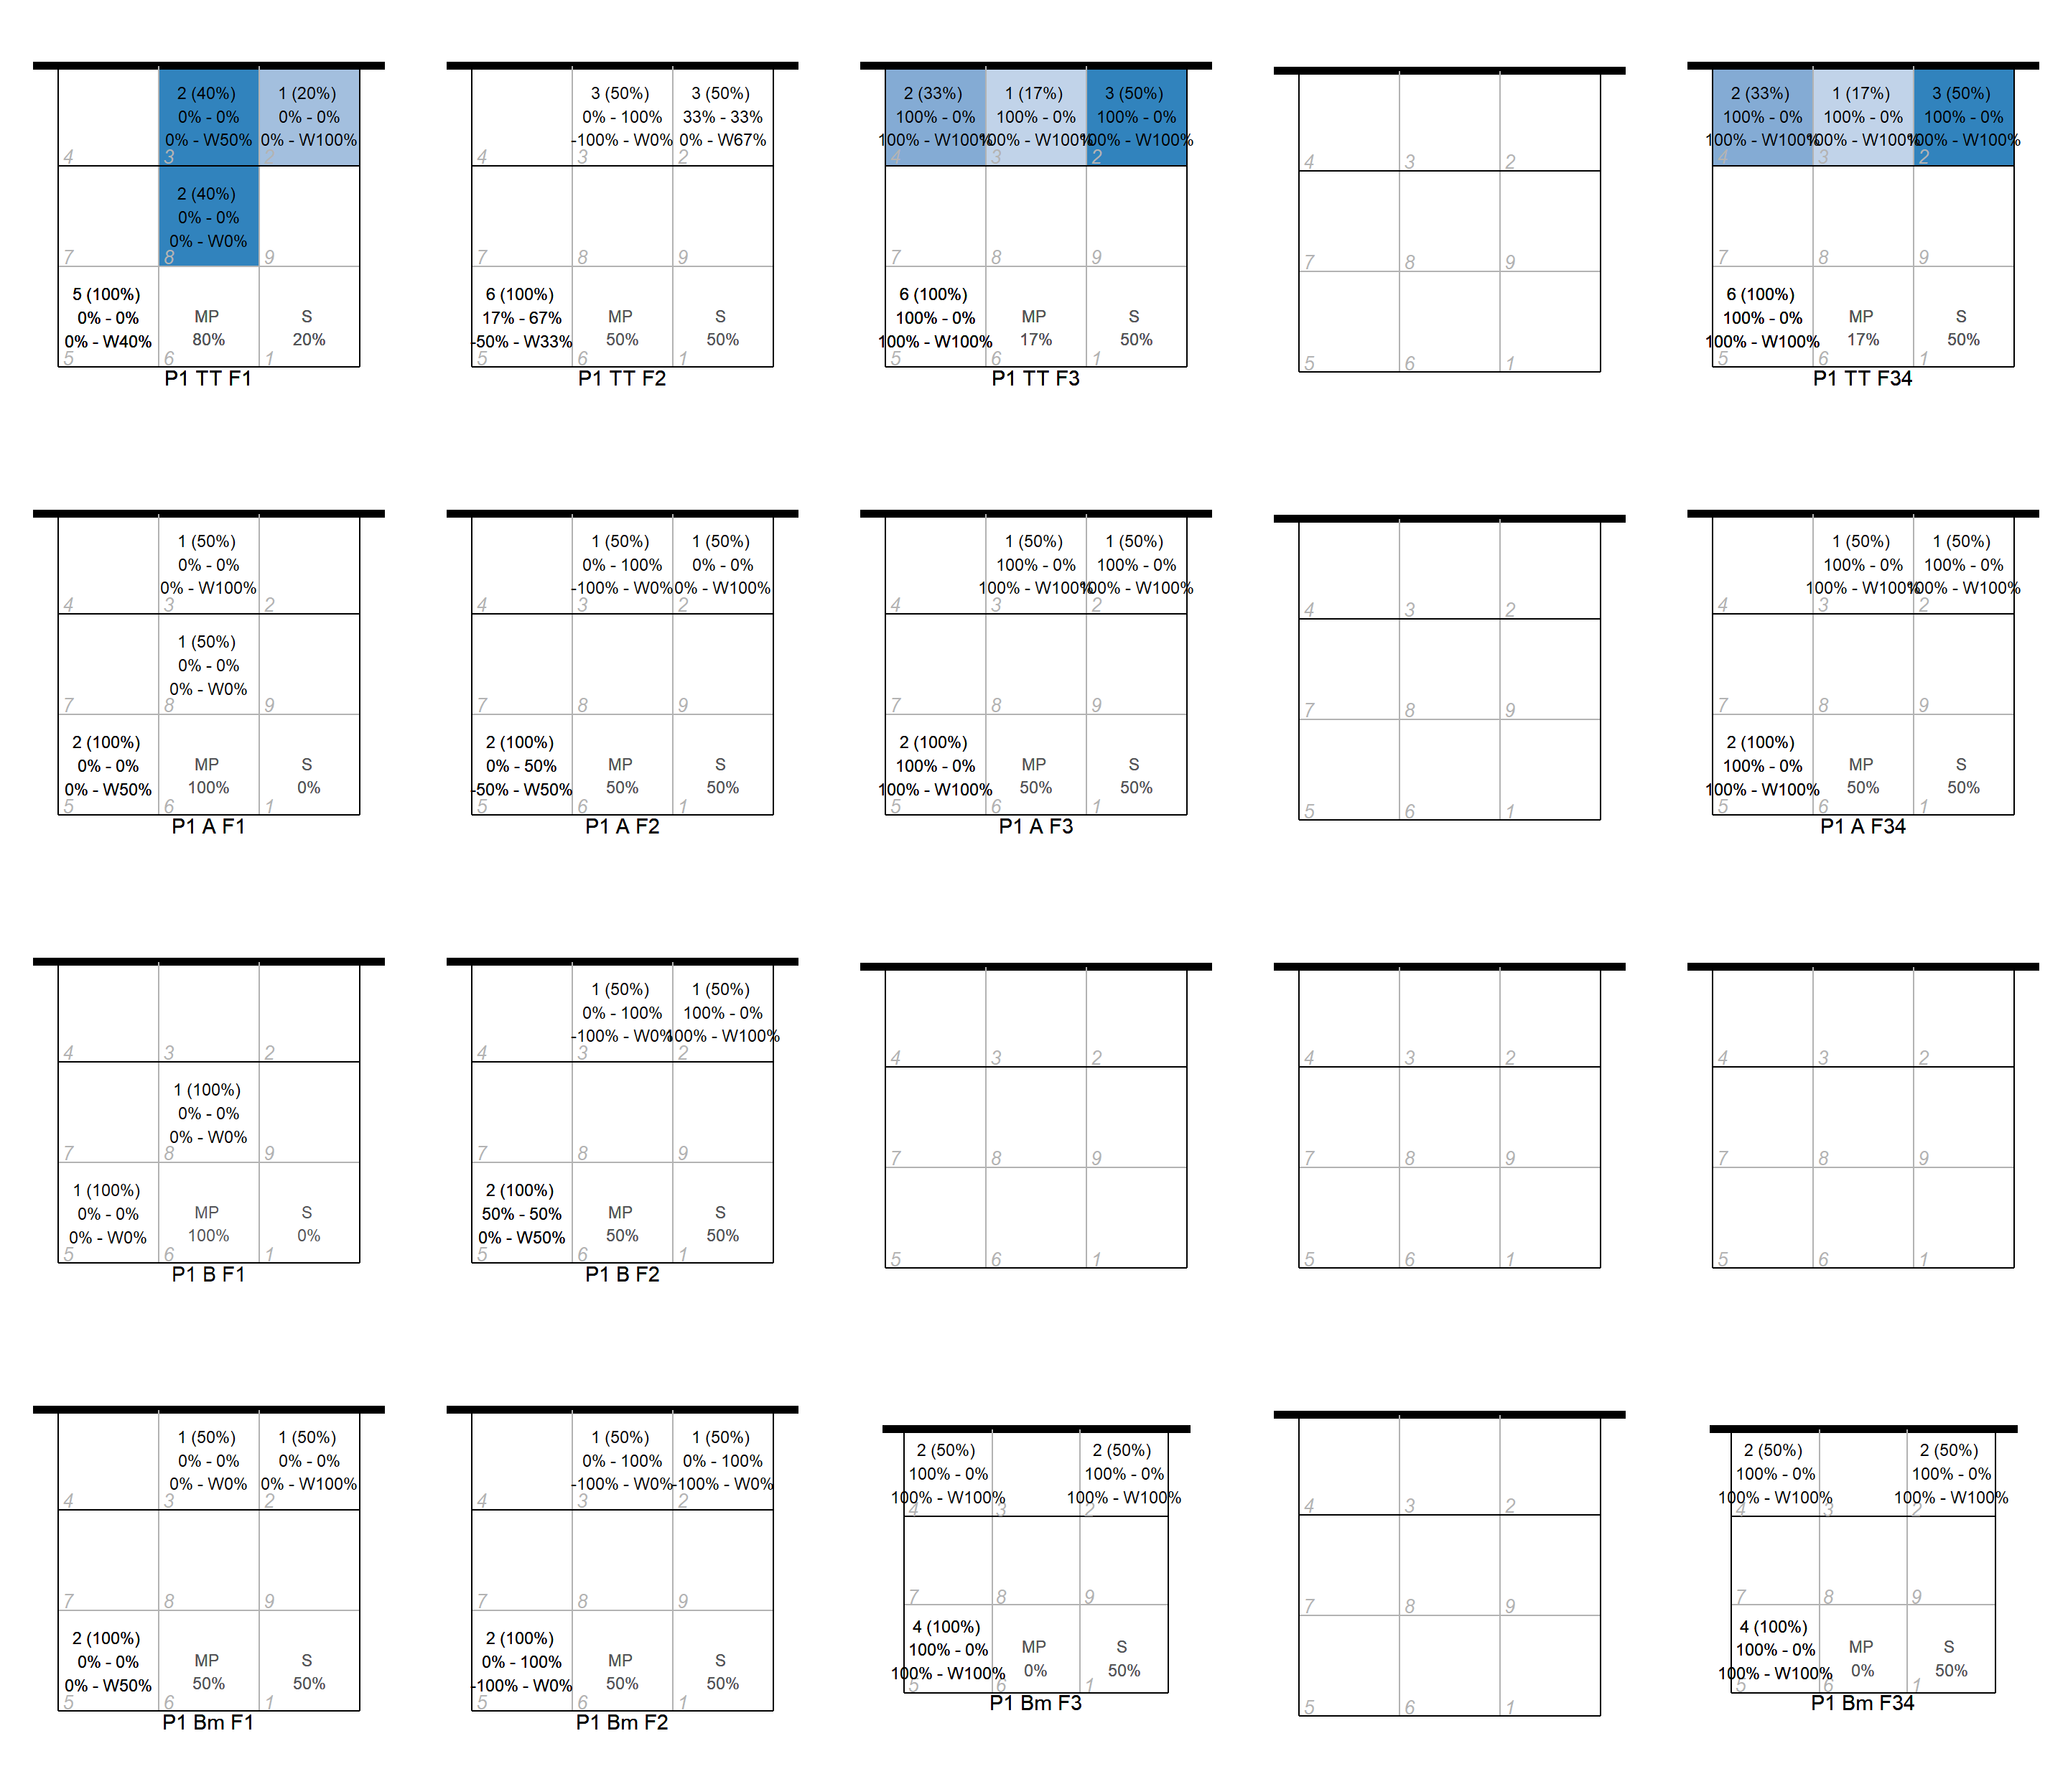 2 (40%)
0% - 0%
0% - W50%
1 (20%)
0% - 0%
0% - W100%
4
3
2
2 (40%)
0% - 0%
0% - W0%
7
8
9
5 (100%)
0% - 0%
0% - W40%
MP
80%
S
20%
5
6
1
P1 TT F1
3 (50%)
0% - 100%
-100% - W0%
3 (50%)
33% - 33%
0% - W67%
4
3
2
7
8
9
6 (100%)
17% - 67%
-50% - W33%
MP
50%
S
50%
5
6
1
P1 TT F2
2 (33%)
100% - 0%
100% - W100%
1 (17%)
100% - 0%
100% - W100%
3 (50%)
100% - 0%
100% - W100%
4
3
2
7
8
9
6 (100%)
100% - 0%
100% - W100%
MP
17%
S
50%
5
6
1
P1 TT F3
4
3
2
7
8
9
5
6
1
2 (33%)
100% - 0%
100% - W100%
1 (17%)
100% - 0%
100% - W100%
3 (50%)
100% - 0%
100% - W100%
4
3
2
7
8
9
6 (100%)
100% - 0%
100% - W100%
MP
17%
S
50%
5
6
1
P1 TT F34
1 (50%)
0% - 0%
0% - W100%
4
3
2
1 (50%)
0% - 0%
0% - W0%
7
8
9
2 (100%)
0% - 0%
0% - W50%
MP
100%
S
0%
5
6
1
P1 A F1
1 (50%)
0% - 100%
-100% - W0%
1 (50%)
0% - 0%
0% - W100%
4
3
2
7
8
9
2 (100%)
0% - 50%
-50% - W50%
MP
50%
S
50%
5
6
1
P1 A F2
1 (50%)
100% - 0%
100% - W100%
1 (50%)
100% - 0%
100% - W100%
4
3
2
7
8
9
2 (100%)
100% - 0%
100% - W100%
MP
50%
S
50%
5
6
1
P1 A F3
4
3
2
7
8
9
5
6
1
1 (50%)
100% - 0%
100% - W100%
1 (50%)
100% - 0%
100% - W100%
4
3
2
7
8
9
2 (100%)
100% - 0%
100% - W100%
MP
50%
S
50%
5
6
1
P1 A F34
4
3
2
1 (100%)
0% - 0%
0% - W0%
7
8
9
1 (100%)
0% - 0%
0% - W0%
MP
100%
S
0%
5
6
1
P1 B F1
1 (50%)
0% - 100%
-100% - W0%
1 (50%)
100% - 0%
100% - W100%
4
3
2
7
8
9
2 (100%)
50% - 50%
0% - W50%
MP
50%
S
50%
5
6
1
P1 B F2
4
3
2
7
8
9
5
6
1
4
3
2
7
8
9
5
6
1
4
3
2
7
8
9
5
6
1
1 (50%)
0% - 0%
0% - W0%
1 (50%)
0% - 0%
0% - W100%
4
3
2
7
8
9
2 (100%)
0% - 0%
0% - W50%
MP
50%
S
50%
5
6
1
P1 Bm F1
1 (50%)
0% - 100%
-100% - W0%
1 (50%)
0% - 100%
-100% - W0%
4
3
2
7
8
9
2 (100%)
0% - 100%
-100% - W0%
MP
50%
S
50%
5
6
1
P1 Bm F2
2 (50%)
100% - 0%
100% - W100%
2 (50%)
100% - 0%
100% - W100%
4
3
2
7
8
9
4 (100%)
100% - 0%
100% - W100%
MP
0%
S
50%
5
6
1
P1 Bm F3
4
3
2
7
8
9
5
6
1
2 (50%)
100% - 0%
100% - W100%
2 (50%)
100% - 0%
100% - W100%
4
3
2
7
8
9
4 (100%)
100% - 0%
100% - W100%
MP
0%
S
50%
5
6
1
P1 Bm F34